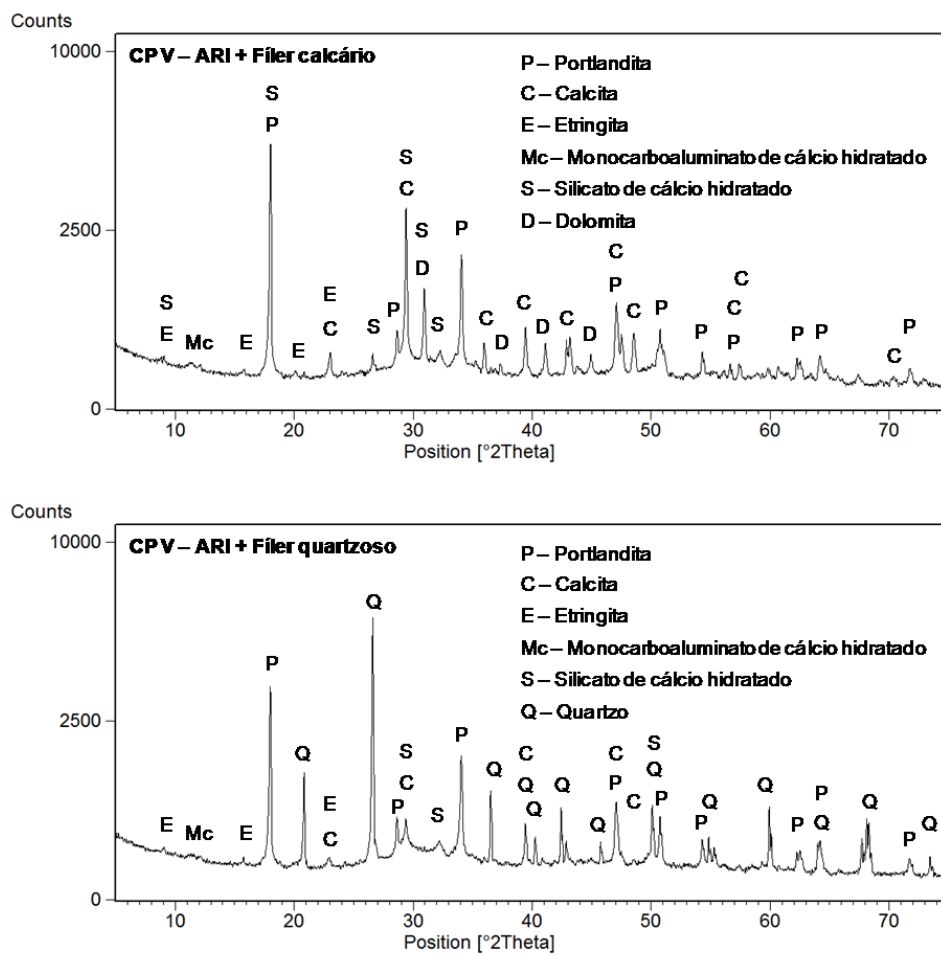 Counts
10000
CPV – ARI + Fíler calcário
P – Portlandita
C – Calcita
E – Etringita
Mc – Monocarboaluminato de cálcio hidratado
S – Silicato de cálcio hidratado
D – Dolomita
S
P
S
C
S
D
P
2500
S
E
Mc
E
E
E
C
S
P
S
C
D
C
D
C
D
C
P
C
P
P
C
P
C
P
P
C
P
0
10
20
30
40
50
60
70
Position [°2Theta]
Counts
10000
CPV – ARI + Fíler quartzoso
P – Portlandita
C – Calcita
E – Etringita
Mc – Monocarboaluminato de cálcio hidratado
S – Silicato de cálcio hidratado
Q – Quartzo
Q
P
2500
Q
E
Mc
E
E
C
P
S
C
S
P
Q
C
Q
Q
Q
Q
C
P
C
S
Q
P
P
Q
Q
P
P
Q
Q
P
Q
0
10
20
30
40
50
60
70
Position [°2Theta]